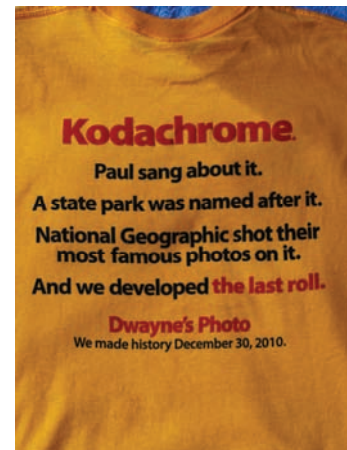 Kodachrome.
Paul sang about it.
A state park was named after it.
National Geographic shot their
most famous photos on it.
And we developed the last roll.
Dwayne's Photo
We made history December 30, 2010.